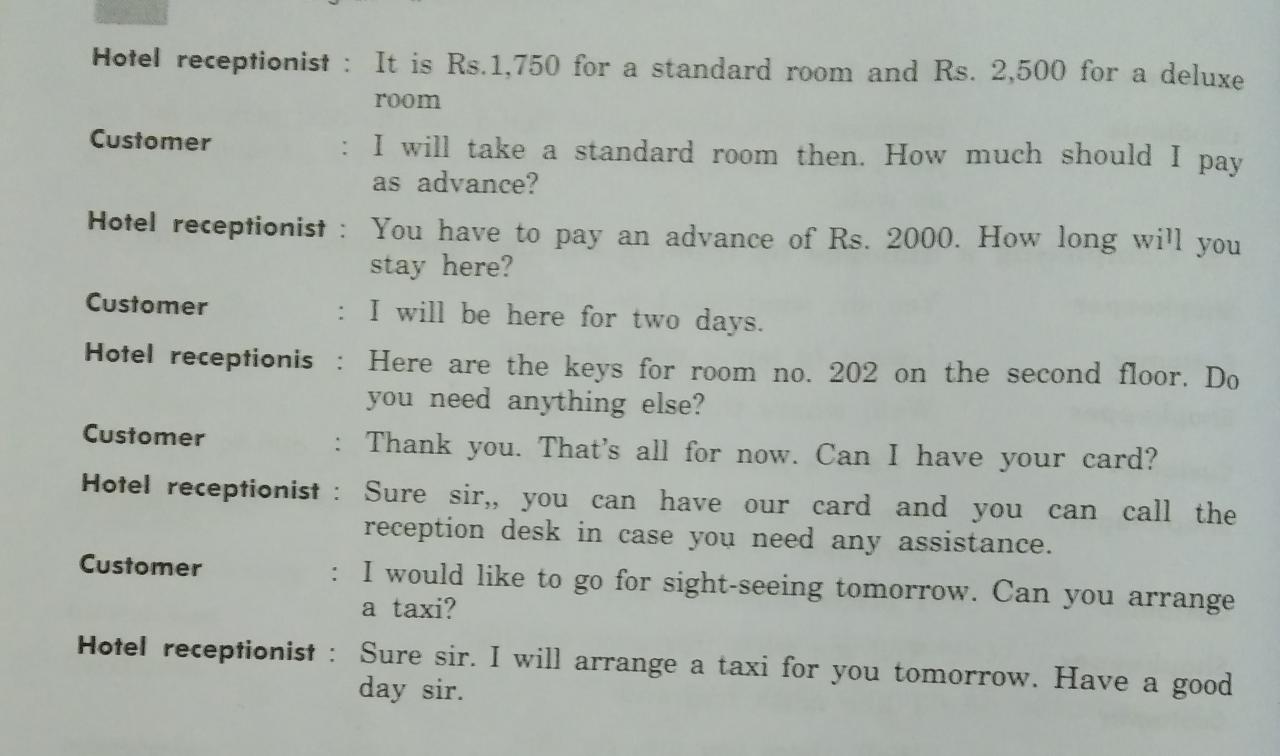 Hotel receptionist : It is Rs.1,750 for a standard room and Rs. 2,500 for a deluxe
room
Customer : I will take a standard room then. How much should I pay
as advance?
Hotel receptionist : You have to pay an advance of Rs. 2000. How long will you
stay here?
Customer : I will be here for two days.
Hotel receptionis : Here are the keys for room no. 202 on the second floor. Do
you need anything else?
Customer : Thank you. That's all for now. Can I have your card?
Hotel receptionist : Sure sir,, you can have our card and you can call the
reception desk in case you need any assistance.
Customer : I would like to go for sight-seeing tomorrow. Can you arrange
a taxi?
Hotel receptionist : Sure sir. I will arrange a taxi for you tomorrow. Have a good
day sir.